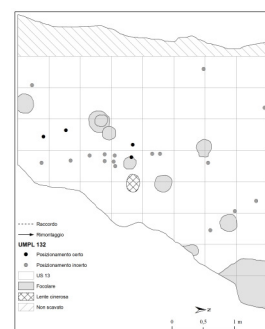 Raccordo
Rimontaggio
UMPL 132
Posizionamento certo
Posizionamento incerto
US 13
Focolare
Lente cinerosa
Non scavato
z
0 0,5 1 m